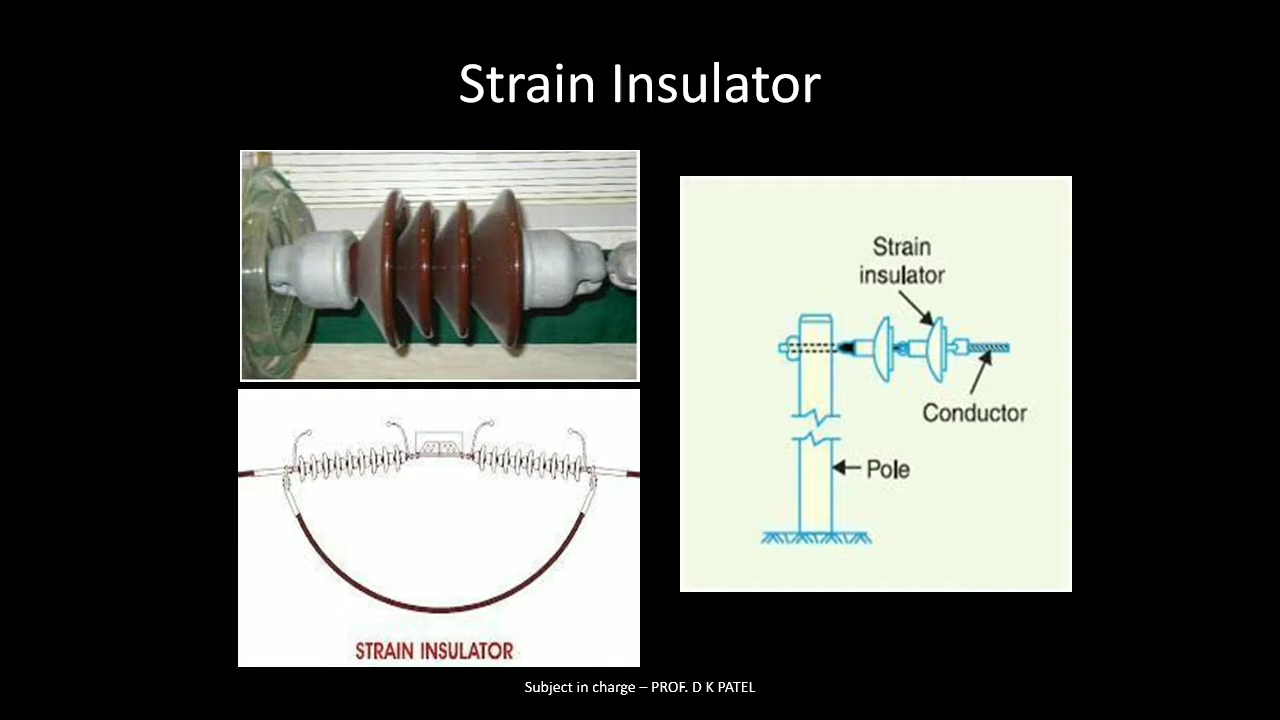 Strain Insulator
Strain
insulator
Conductor
Pole
STRAIN INSULATOR
Subject in charge – PROF. D K PATEL